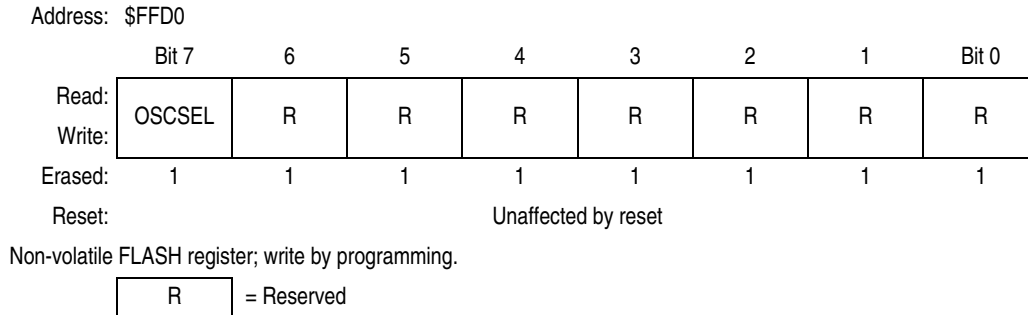 Address: $FFD0
Bit 7 6 5 4 3 2 1 Bit 0
Read:
OSCSEL R R R R R R R
Write:
Erased: 1 1 1 1 1 1 1 1
Reset: Unaffected by reset
Non-volatile FLASH register; write by programming.
R = Reserved